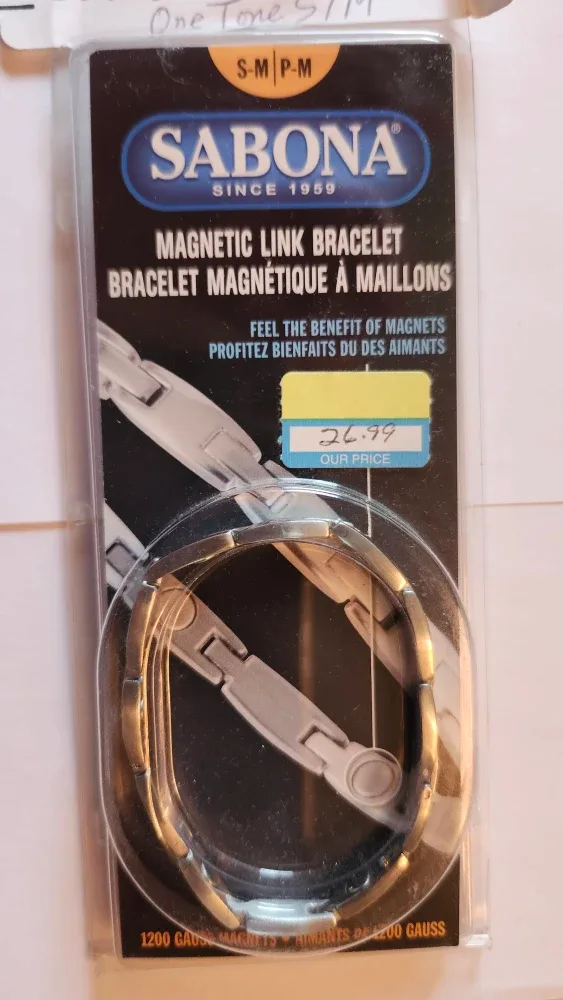 One Tone S/M
S-M | P-M
SABONA®
SINCE 1959
MAGNETIC LINK BRACELET
BRACELET MAGNÉTIQUE À MAILLONS
FEEL THE BENEFIT OF MAGNETS
PROFITEZ BIENFAITS DU DES AIMANTS
26.99
OUR PRICE
1200 GAUSS MAGNETS • AIMANTS DE 1200 GAUSS